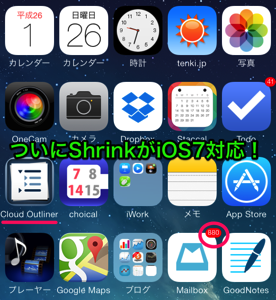 平成26 日曜日
26 26
カレンダー カレンダー 時計 tenki.jp 写真
41
OneCam カメラ Dropbox Staccal Todo
ついにShrinkがiOS7対応！
7 8
14 15
Cloud Outliner choical iWork メモ App Store
880
プレーヤー Google Maps ブログ Mailbox GoodNotes